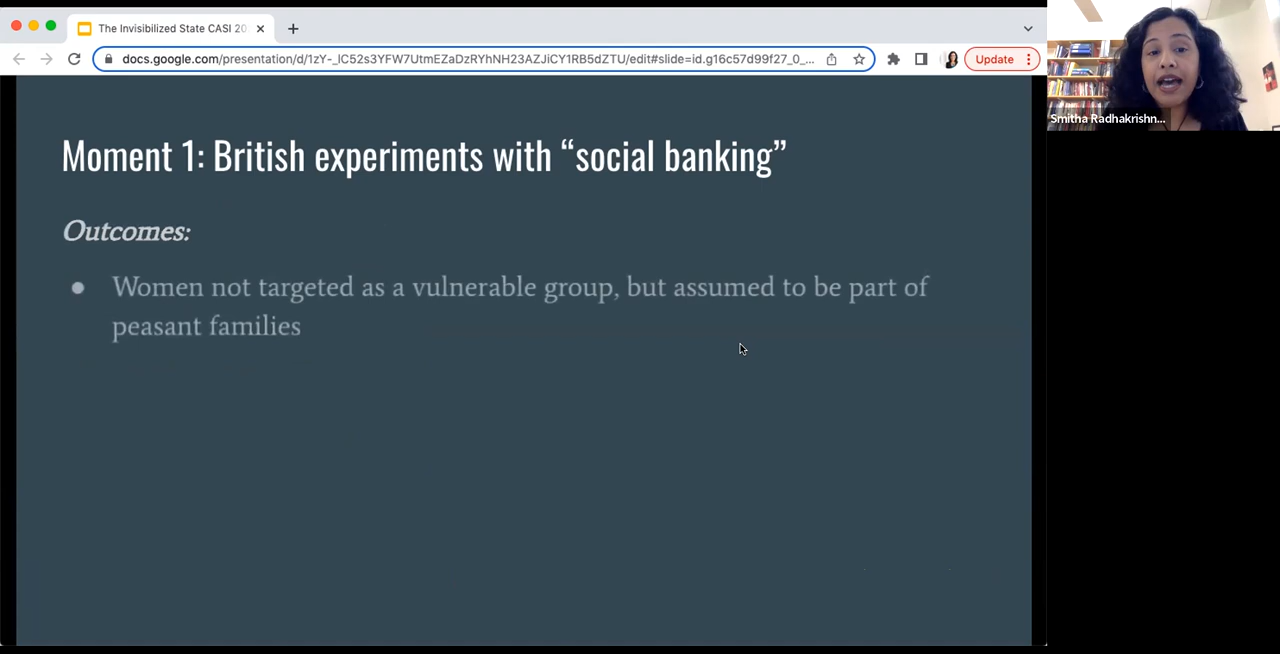 The Invisibilized State CASI 20
docs.google.com/presentation/d/1zY-_lC52s3YFW7UtmEZaDzRYhNH23AZJiCY1RB5dZTU/edit#slide=id.g16c57d99f27_0_...
Update
Smitha Radhakrishn...
Moment 1: British experiments with “social banking”
Outcomes:
● Women not targeted as a vulnerable group, but assumed to be part of
peasant families